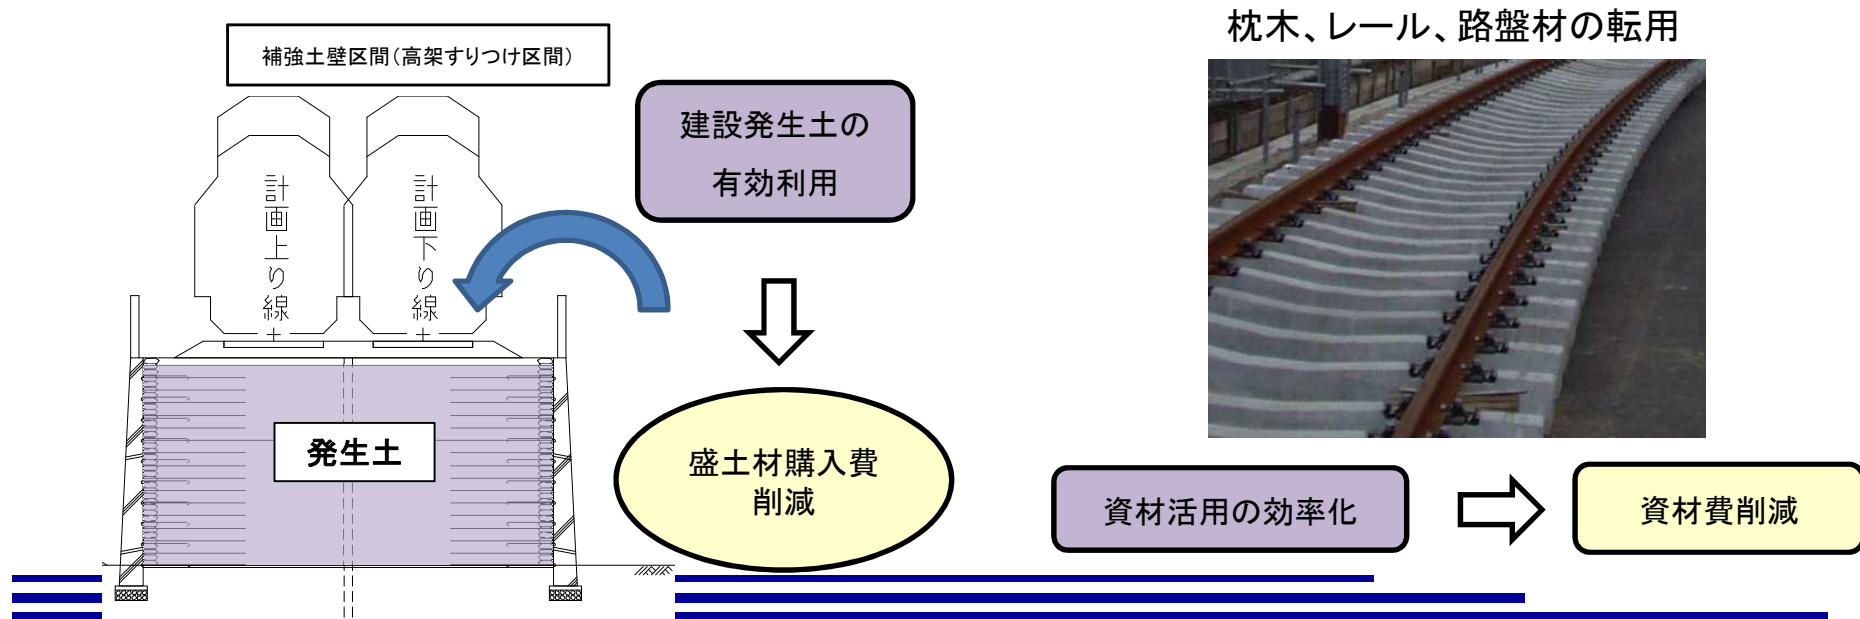 補強土壁区間(高架すりつけ区間)
計画上り線
計画下り線
発生土
建設発生土の
有効利用
盛土材購入費
削減
枕木、レール、路盤材の転用
資材活用の効率化
資材費削減